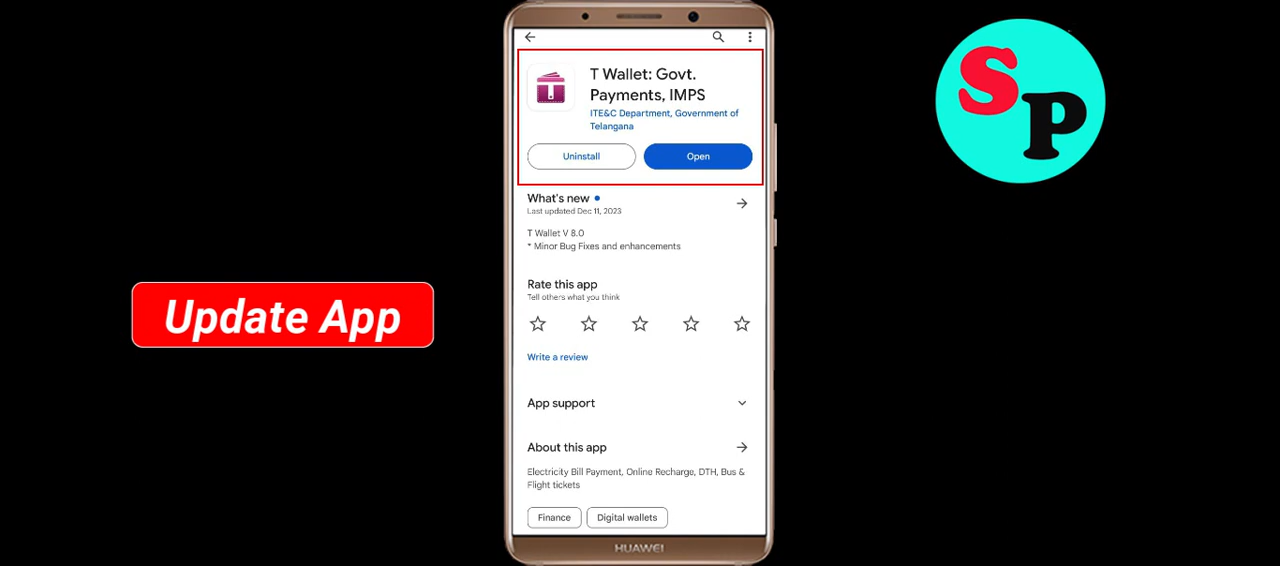 SP
T Wallet: Govt.
Payments, IMPS
ITE&C Department, Government of
Telangana
Uninstall
Open
What's new
Last updated Dec 11, 2023
T Wallet V 8.0
* Minor Bug Fixes and enhancements
Rate this app
Tell others what you think
Update App
Write a review
App support
About this app
Electricity Bill Payment, Online Recharge, DTH, Bus &
Flight tickets
Finance
Digital wallets
HUAWEI